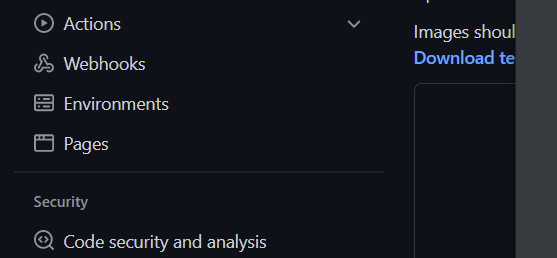 Actions
Webhooks
Environments
Pages
Security
Code security and analysis
Images shoul
Download te